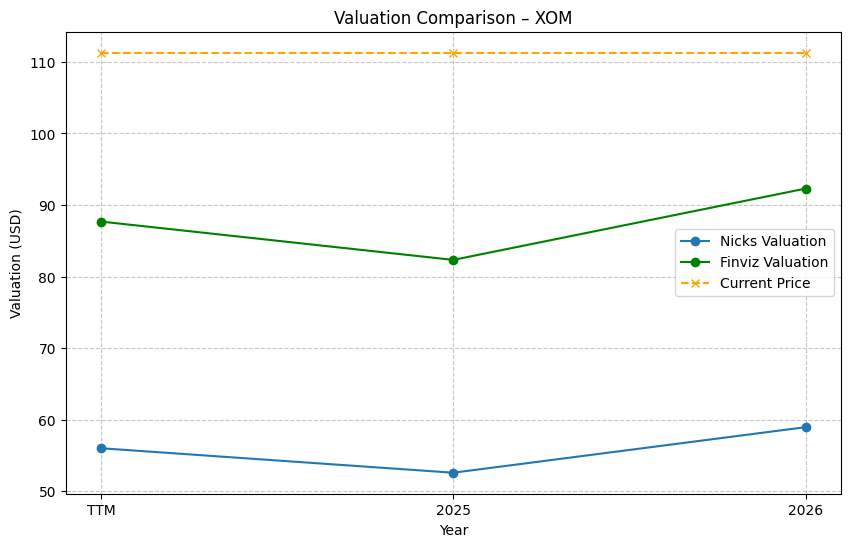 Valuation Comparison – XOM
Valuation (USD)
110
100
90
80
70
60
50
Nicks Valuation
Finviz Valuation
Current Price
TTM
2025
2026
Year